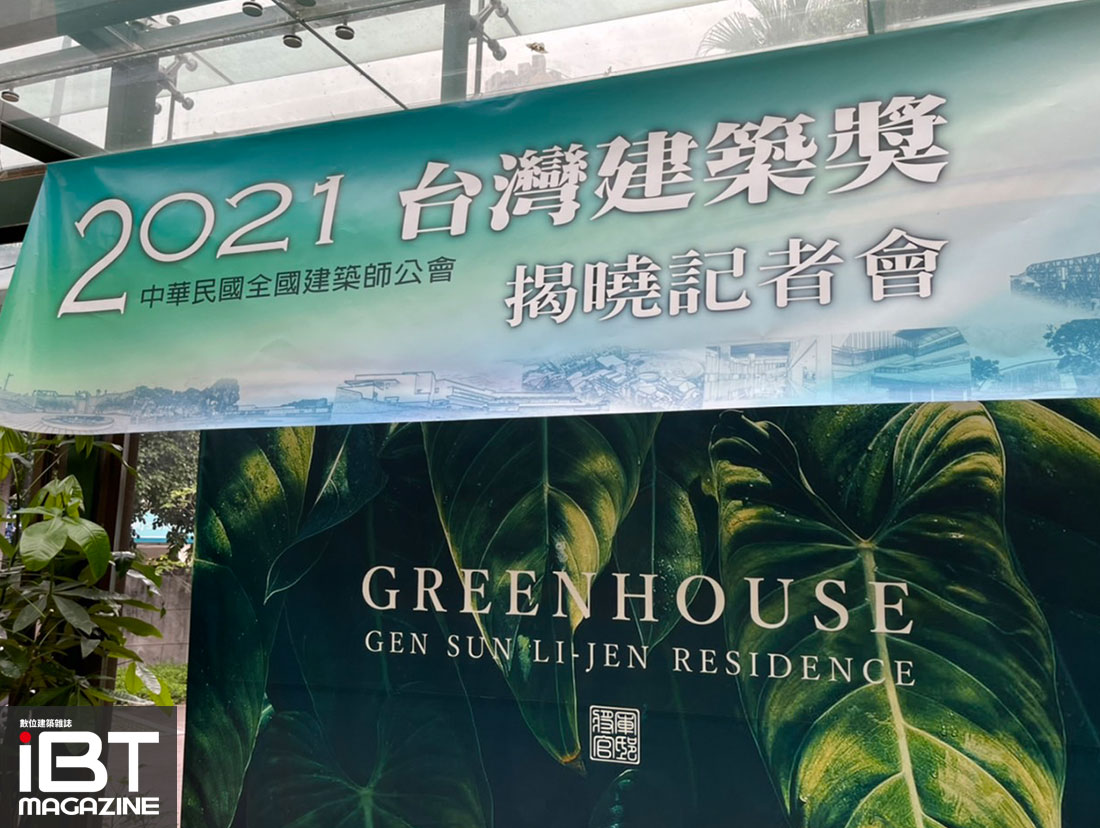 2021 台灣建築獎
中華民國全國建築師公會
揭曉記者會
GREENHOUSE
GEN SUN LI-JEN RESIDENCE
數位建築雜誌
iBT
MAGAZINE